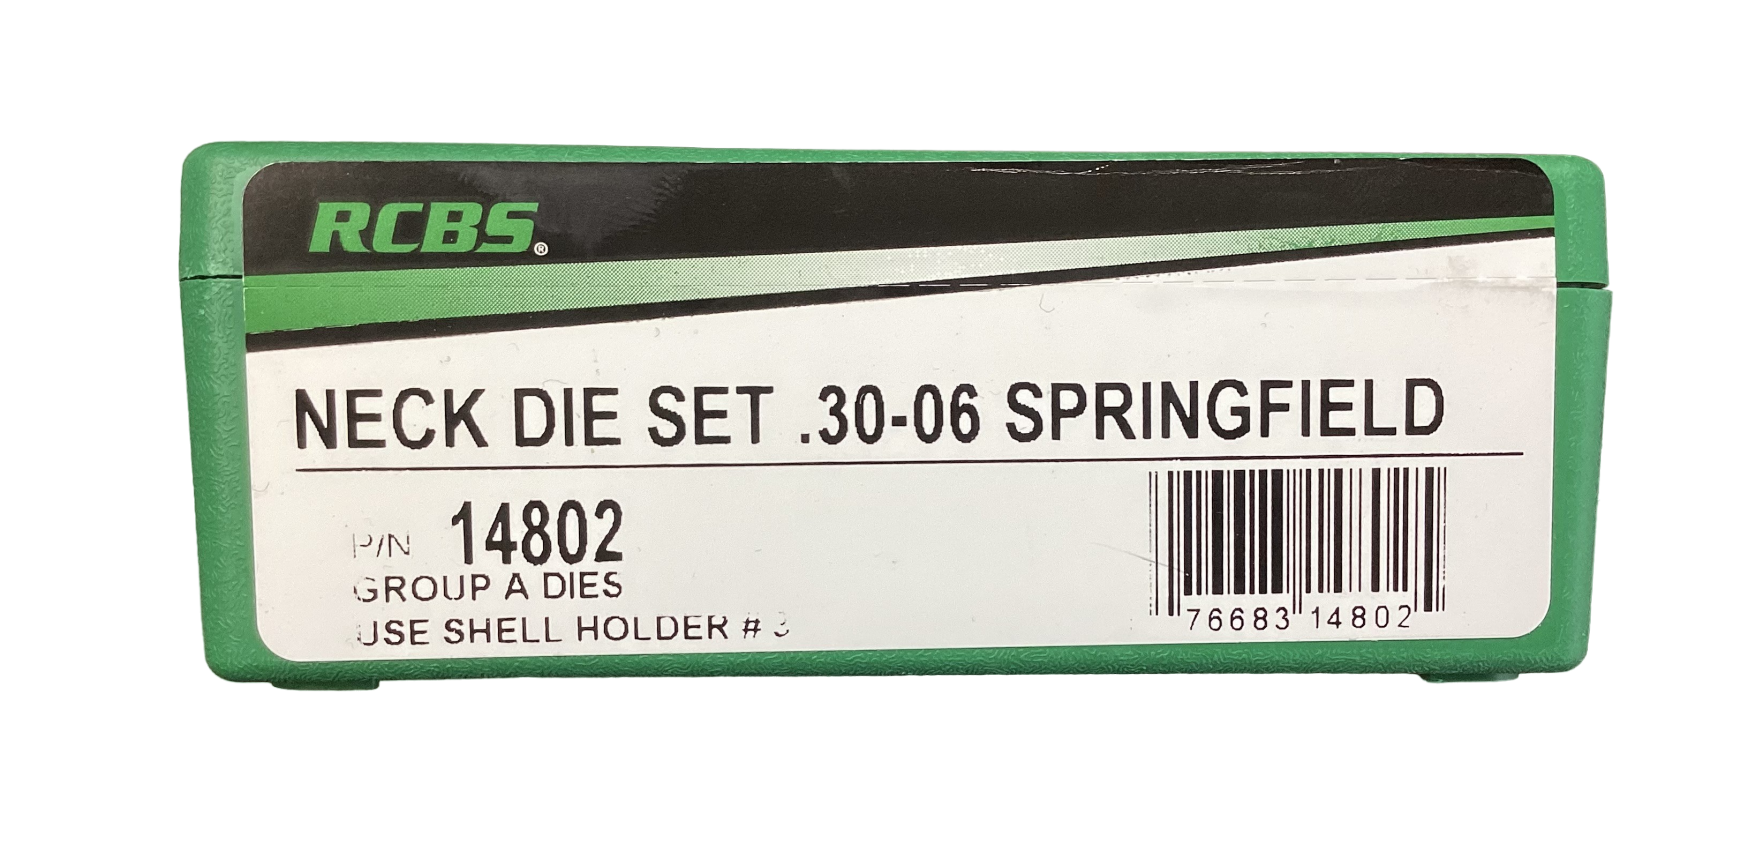 RCBS®
NECK DIE SET .30-06 SPRINGFIELD
P/N 14802
GROUP A DIES
USE SHELL HOLDER # 3
76683 14802